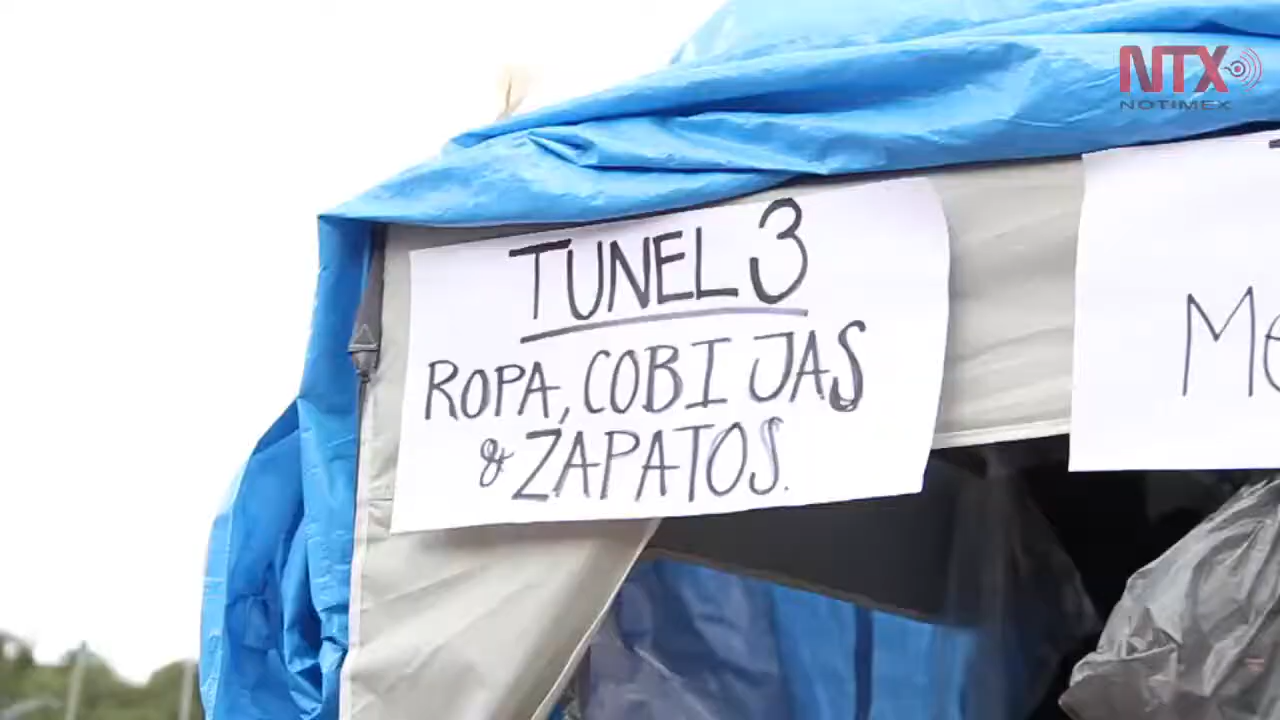 NTX
NOTIMEX
TUNEL 3
ROPA, COBIJAS
& ZAPATOS.